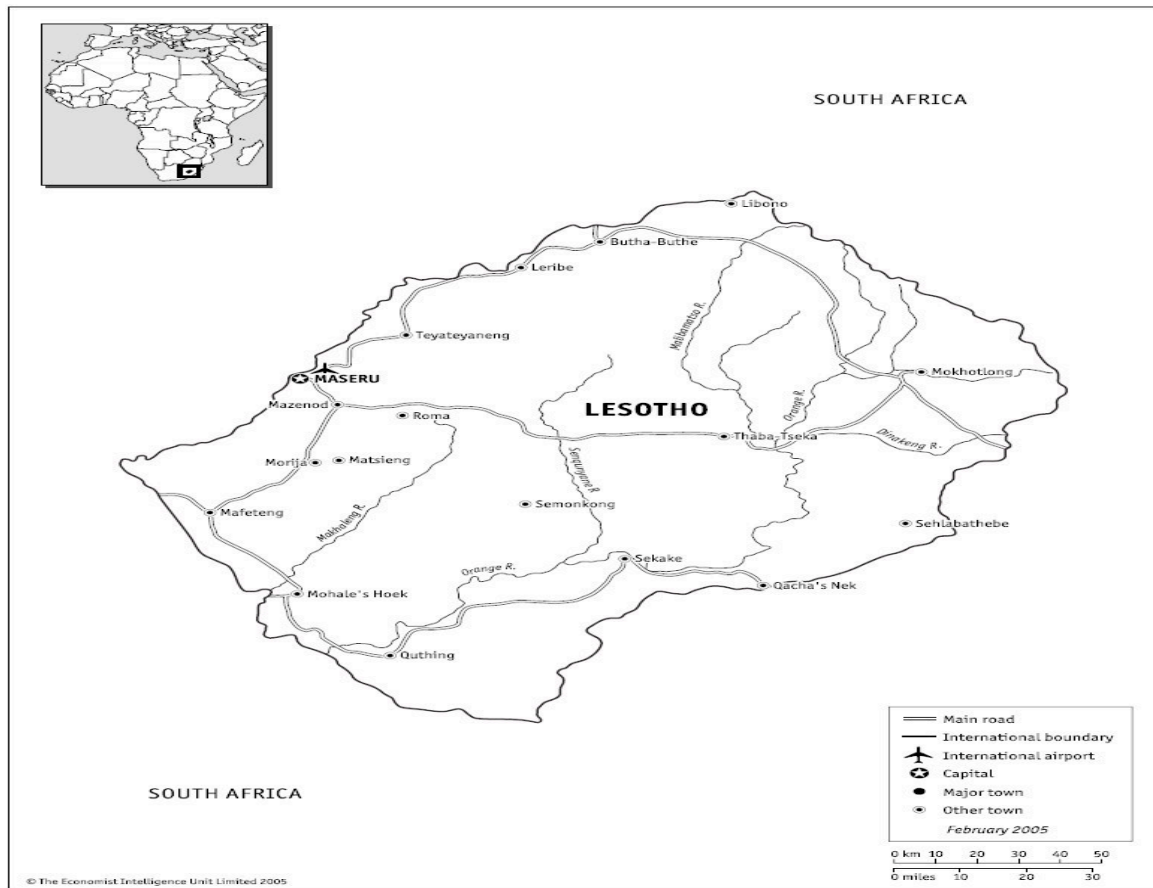 SOUTH AFRICA
Libono
Butha-Buthe
Leribe
Malibamatso R.
Teyateyaneng
MASERU
Mokhotlong
Mazenod
Roma
LESOTHO
Orange R.
Thaba-Tseka
Dinakeng R.
Morija
Matsieng
Senqunyane R
Semonkong
Mafeteng
Makhaleng R.
Sehlabathebe
Sekake
Orange R.
Qacha's Nek
Mohale's Hoek
Quthing
SOUTH AFRICA
Main road
International boundary
International airport
Capital
Major town
Other town
February 2005
0 km 10 20 30 40 50
0 miles 10 20 30
© The Economist Intelligence Unit Limited 2005